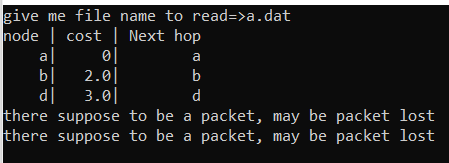 give me file name to read=>a.dat
node | cost | Next hop
    a|     0|         a
    b|   2.0|         b
    d|   3.0|         d
there suppose to be a packet, may be packet lost
there suppose to be a packet, may be packet lost